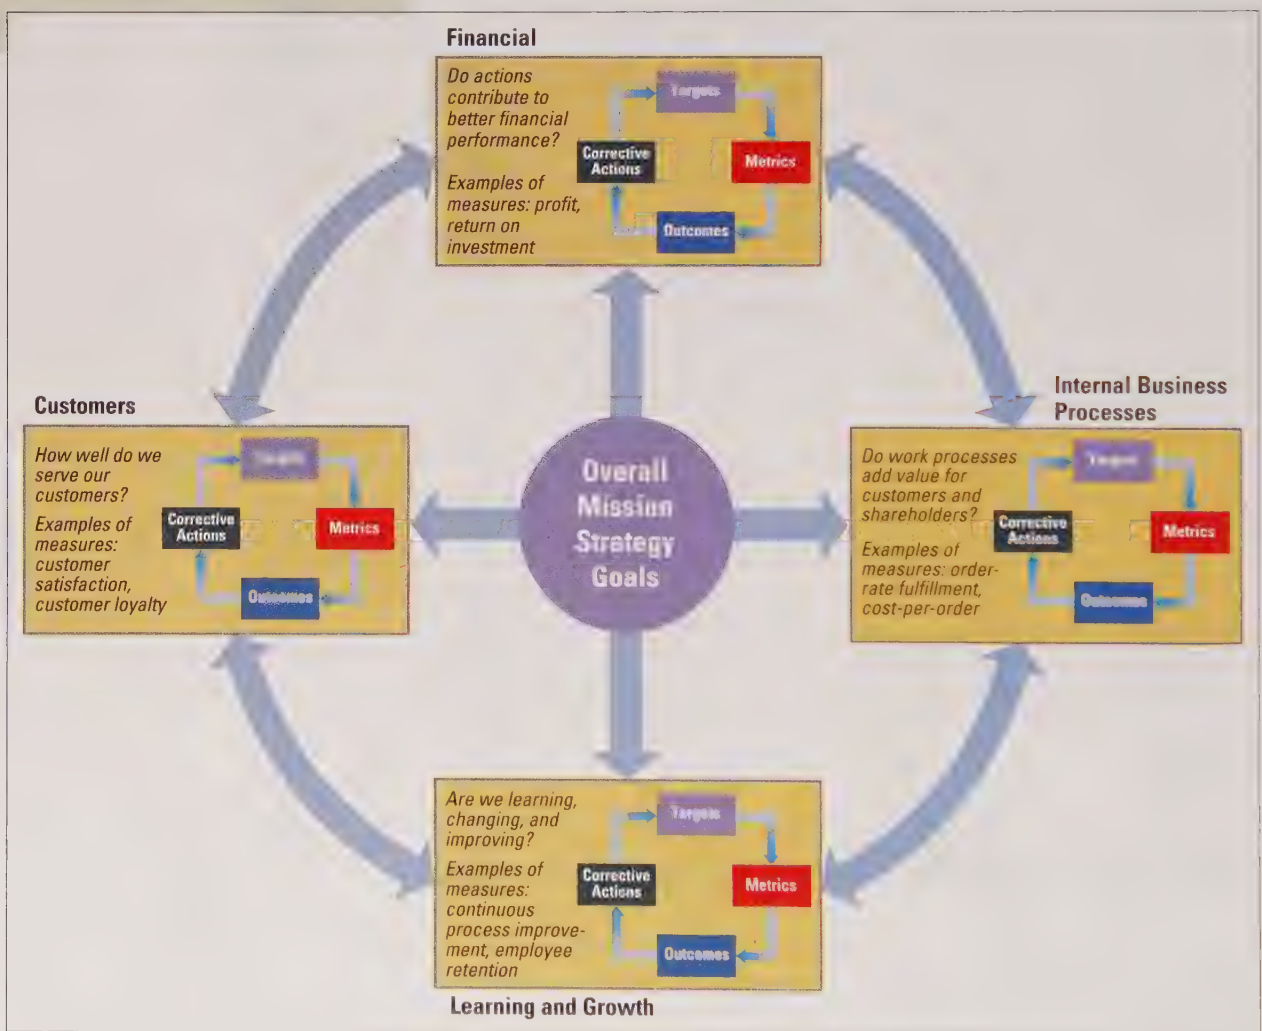 Financial
Do actions
contribute to
better financial
performance?
Examples of
measures: profit,
return on
investment
Targets
Corrective
Actions
Metrics
Outcomes
Customers
How well do we
serve our
customers?
Examples of
measures:
customer
satisfaction,
customer loyalty
Targets
Corrective
Actions
Metrics
Outcomes
Overall
Mission
Strategy
Goals
Internal Business
Processes
Do work processes
add value for
customers and
shareholders?
Examples of
measures: order-
rate fulfillment,
cost-per-order
Targets
Corrective
Actions
Metrics
Outcomes
Are we learning,
changing, and
improving?
Examples of
measures:
continuous
process improve-
ment, employee
retention
Targets
Corrective
Actions
Metrics
Outcomes
Learning and Growth